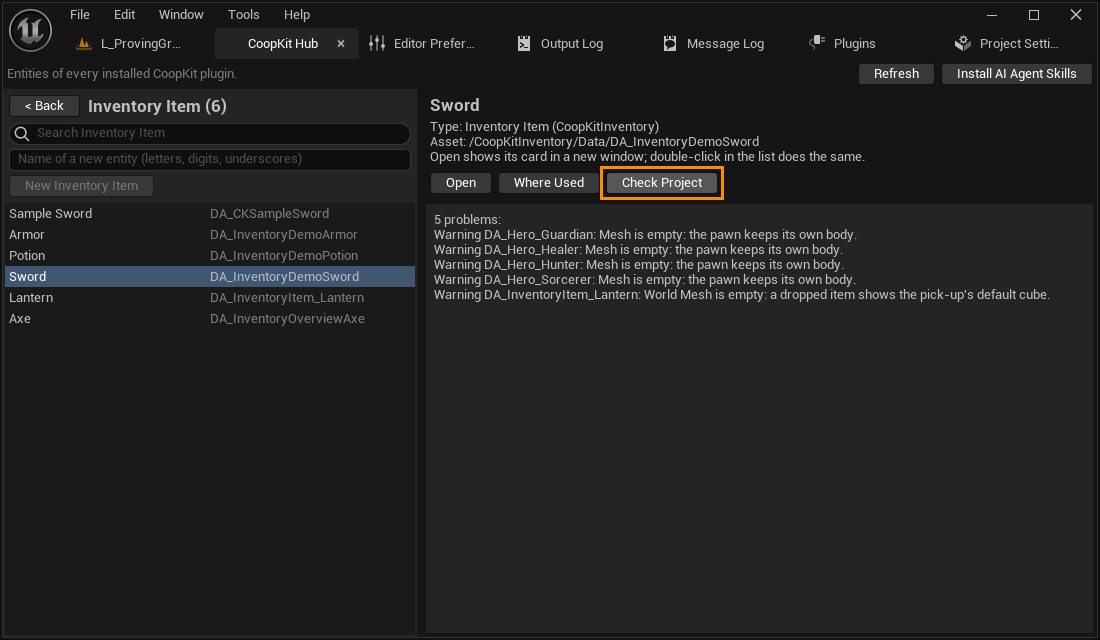 File Edit Window Tools Help
L_ProvingGr... CoopKit Hub Editor Prefer... Output Log Message Log Plugins Project Setti...
Entities of every installed CoopKit plugin.
Refresh Install AI Agent Skills
< Back Inventory Item (6)
Search Inventory Item
Name of a new entity (letters, digits, underscores)
New Inventory Item
Sample Sword DA_CKSampleSword
Armor DA_InventoryDemoArmor
Potion DA_InventoryDemoPotion
Sword DA_InventoryDemoSword
Lantern DA_InventoryItem_Lantern
Axe DA_InventoryOverviewAxe
Sword
Type: Inventory Item (CoopKitInventory)
Asset: /CoopKitInventory/Data/DA_InventoryDemoSword
Open shows its card in a new window; double-click in the list does the same.
Open Where Used Check Project
5 problems:
Warning DA_Hero_Guardian: Mesh is empty: the pawn keeps its own body.
Warning DA_Hero_Healer: Mesh is empty: the pawn keeps its own body.
Warning DA_Hero_Hunter: Mesh is empty: the pawn keeps its own body.
Warning DA_Hero_Sorcerer: Mesh is empty: the pawn keeps its own body.
Warning DA_InventoryItem_Lantern: World Mesh is empty: a dropped item shows the pick-up's default cube.